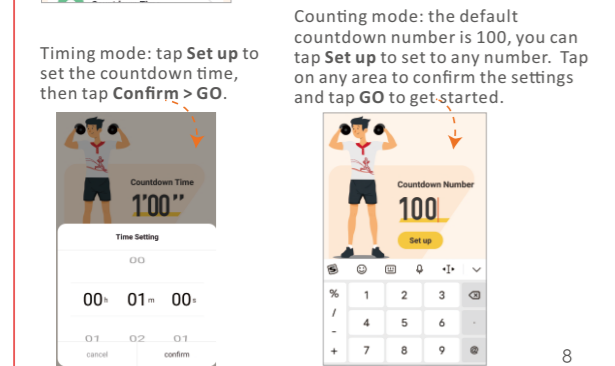 Timing mode: tap Set up to
set the countdown time,
then tap Confirm > GO.
Countdown Time
1'00''
Time Setting
00
00h 01m 00s
01 02 01
cancel confirm
Counting mode: the default
countdown number is 100, you can
tap Set up to set to any number. Tap
on any area to confirm the settings
and tap GO to get started.
Countdown Number
100
Set up
% 1 2 3
/ 4 5 6 .
-
+ 7 8 9 @
8